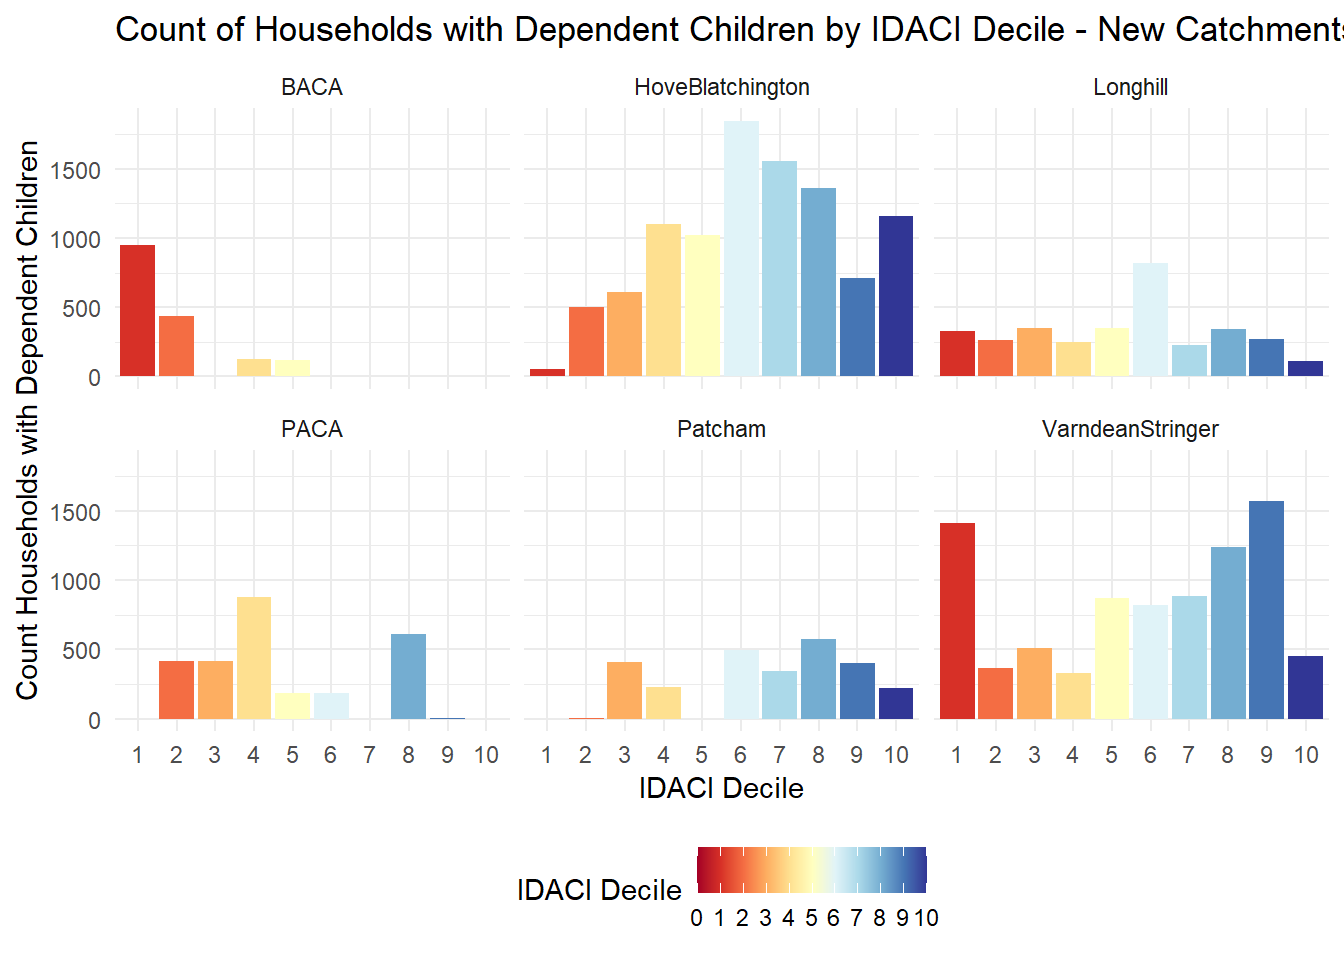 Count of Households with Dependent Children by IDACI Decile - New Catchments
BACA
HoveBlatchington
Longhill
Count Households with Dependent Children
1500
1000
500
0
PACA
Patcham
VarndeanStringer
1500
1000
500
0
1 2 3 4 5 6 7 8 9 10
1 2 3 4 5 6 7 8 9 10
1 2 3 4 5 6 7 8 9 10
IDACI Decile
IDACI Decile
0 1 2 3 4 5 6 7 8 9 10